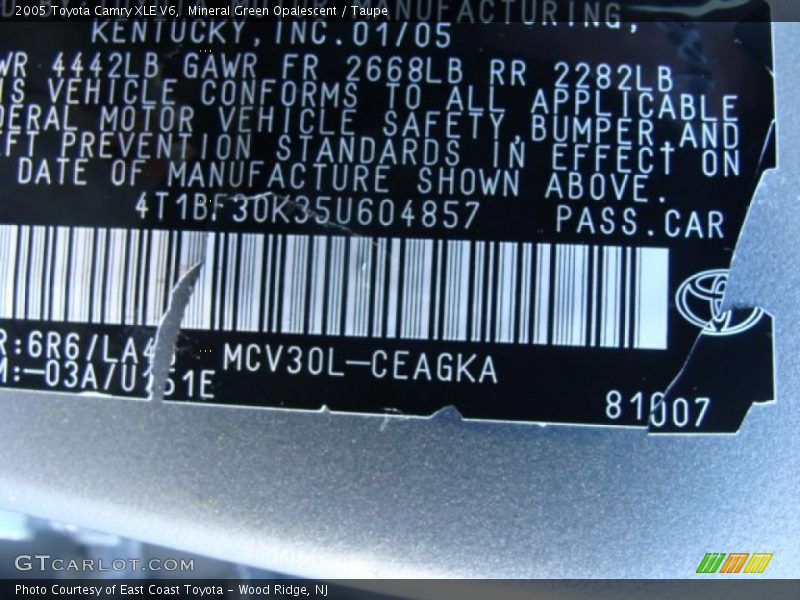 2005 Toyota Camry XLE V6, Mineral Green Opalescent / Taupe
NUFACTURING,
KENTUCKY, INC. 01/05
WR 4442LB GAWR FR 2668LB RR 2282LB
IS VEHICLE CONFORMS TO ALL APPLICABLE
DERAL MOTOR VEHICLE SAFETY, BUMPER, AND
EFT PREVENTION STANDARDS IN EFFECT ON
DATE OF MANUFACTURE SHOWN ABOVE.
4T1BF30K35U604857 PASS.CAR
R:6R6/LA4 MCV30L-CEAGKA
M:-03A/U151E
81007
GTCARLOT.COM
Photo Courtesy of East Coast Toyota - Wood Ridge, NJ